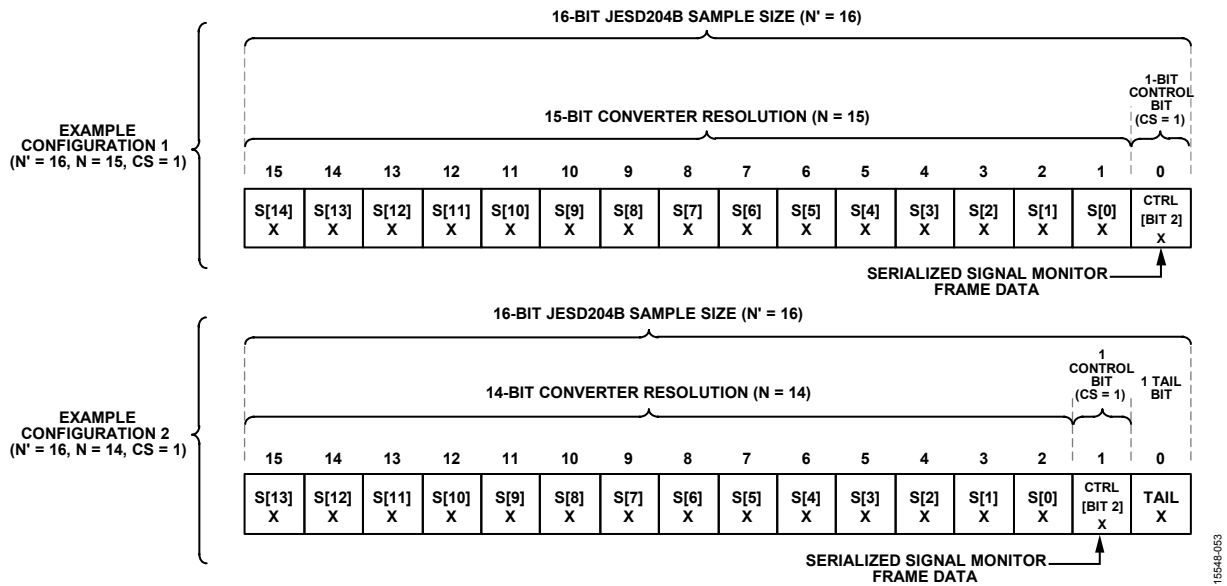 16-BIT JESD204B SAMPLE SIZE (N' = 16)
1-BIT
CONTROL
BIT
(CS = 1)
15-BIT CONVERTER RESOLUTION (N = 15)
EXAMPLE
CONFIGURATION 1
(N' = 16, N = 15, CS = 1)
15 14 13 12 11 10 9 8 7 6 5 4 3 2 1 0
S[14] S[13] S[12] S[11] S[10] S[9] S[8] S[7] S[6] S[5] S[4] S[3] S[2] S[1] S[0] CTRL
[BIT 2]
X X X X X X X X X X X X X X X X
SERIALIZED SIGNAL MONITOR
FRAME DATA
16-BIT JESD204B SAMPLE SIZE (N' = 16)
1
CONTROL
BIT
(CS = 1)
1 TAIL
BIT
14-BIT CONVERTER RESOLUTION (N = 14)
EXAMPLE
CONFIGURATION 2
(N' = 16, N = 14, CS = 1)
15 14 13 12 11 10 9 8 7 6 5 4 3 2 1 0
S[13] S[12] S[11] S[10] S[9] S[8] S[7] S[6] S[5] S[4] S[3] S[2] S[1] S[0] CTRL TAIL
[BIT 2]
X X X X X X X X X X X X X X X X
SERIALIZED SIGNAL MONITOR
FRAME DATA
15548-053